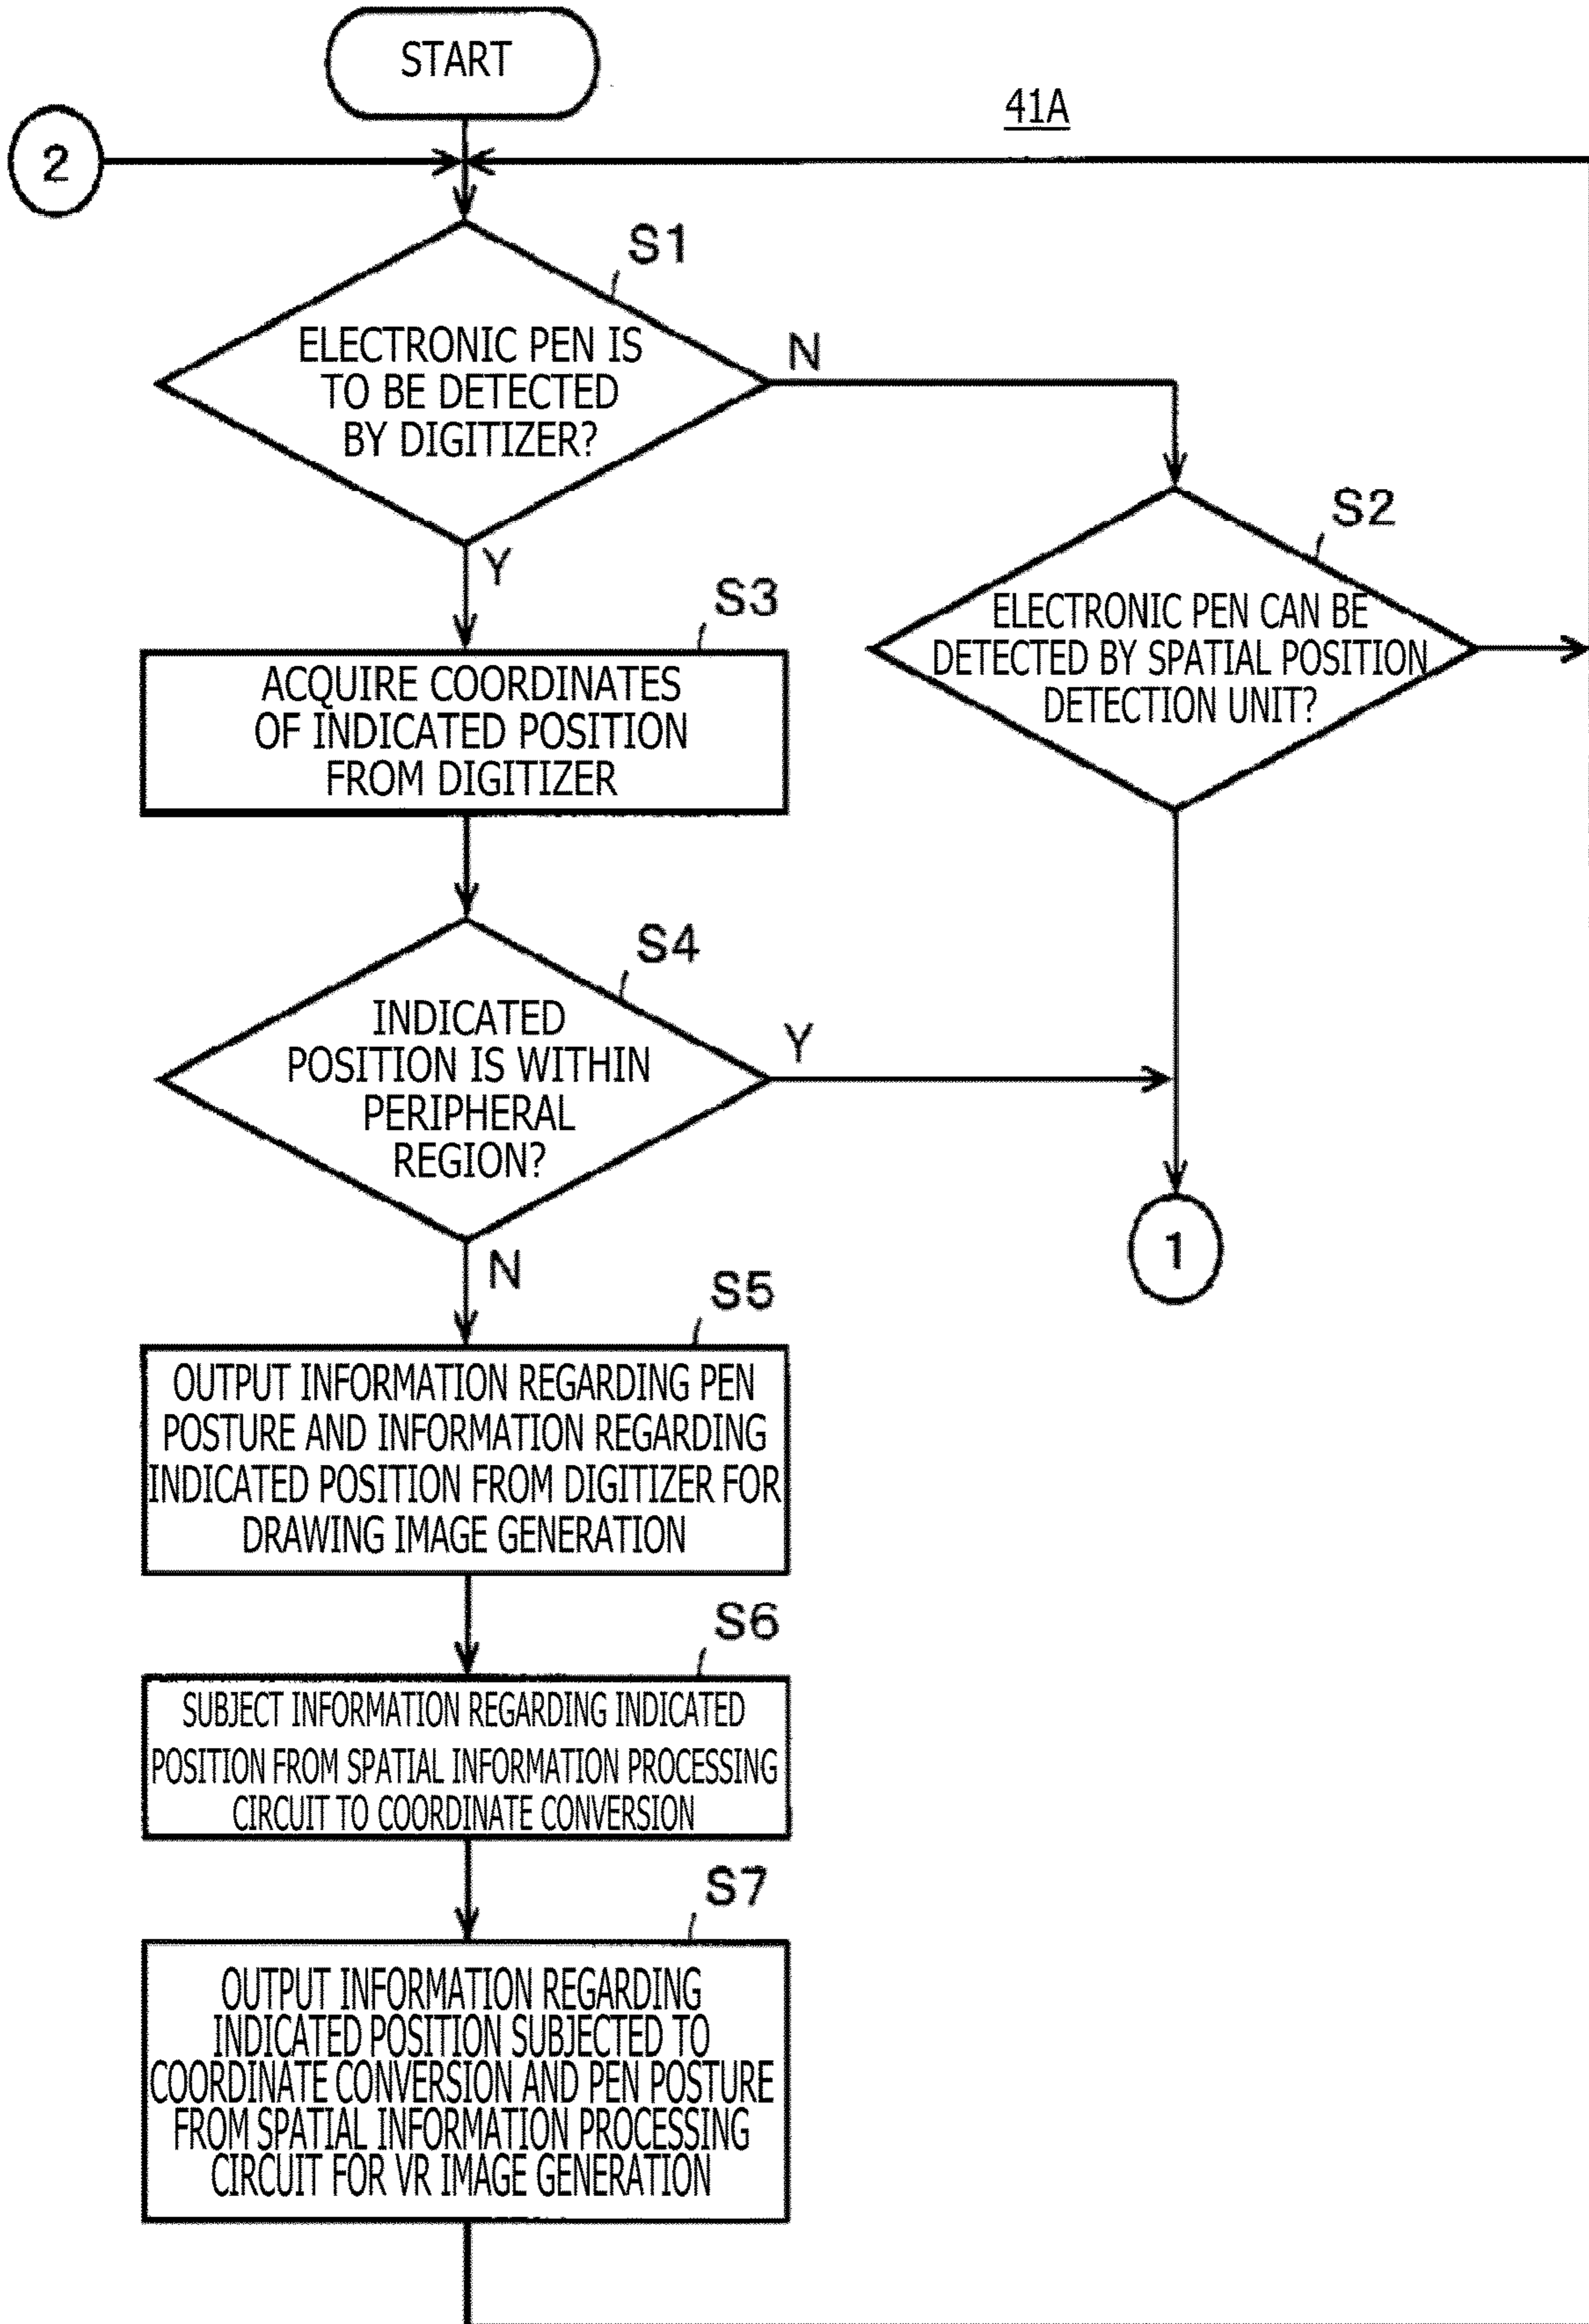 START
41A
2
S1
ELECTRONIC PEN IS
TO BE DETECTED
BY DIGITIZER?
N
Y
S2
ELECTRONIC PEN CAN BE
DETECTED BY SPATIAL POSITION
DETECTION UNIT?
S3
ACQUIRE COORDINATES
OF INDICATED POSITION
FROM DIGITIZER
S4
INDICATED
POSITION IS WITHIN
PERIPHERAL
REGION?
Y
N
1
S5
OUTPUT INFORMATION REGARDING PEN
POSTURE AND INFORMATION REGARDING
INDICATED POSITION FROM DIGITIZER FOR
DRAWING IMAGE GENERATION
S6
SUBJECT INFORMATION REGARDING INDICATED
POSITION FROM SPATIAL INFORMATION PROCESSING
CIRCUIT TO COORDINATE CONVERSION
S7
OUTPUT INFORMATION REGARDING
INDICATED POSITION SUBJECTED TO
COORDINATE CONVERSION AND PEN POSTURE
FROM SPATIAL INFORMATION PROCESSING
CIRCUIT FOR VR IMAGE GENERATION